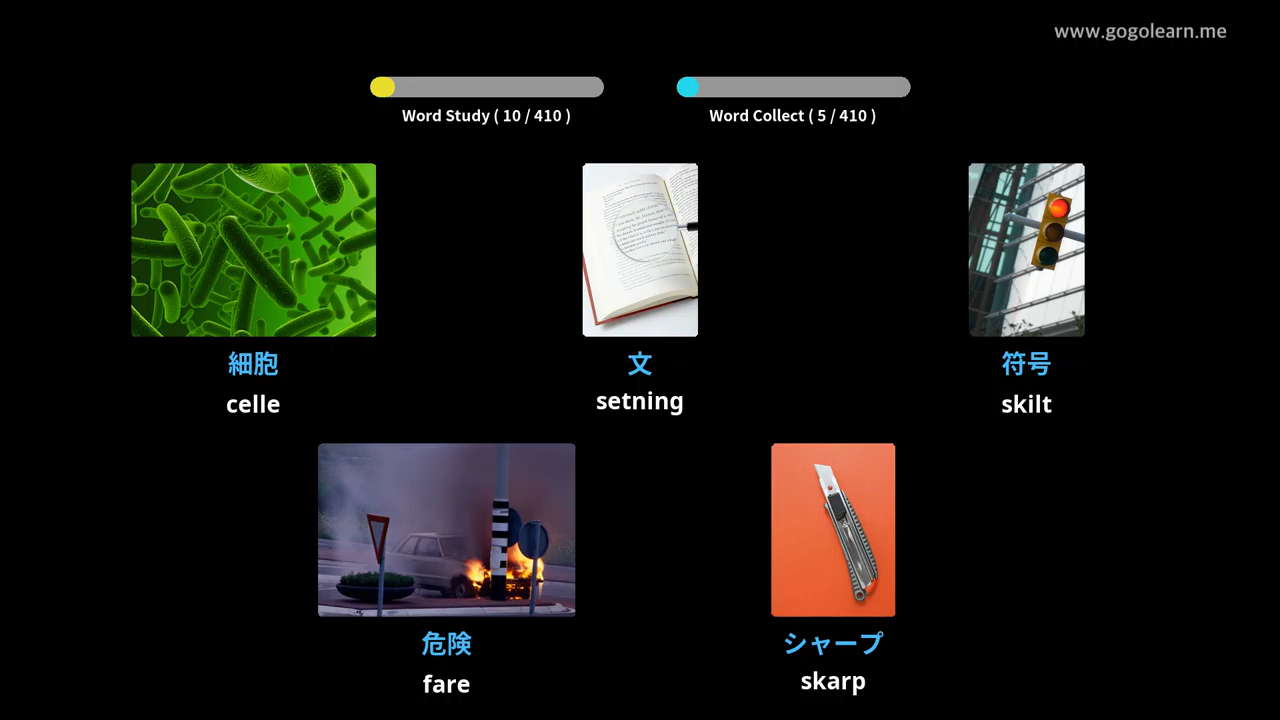 www.gogolearn.me
Word Study ( 10 / 410 )
Word Collect ( 5 / 410 )
細胞
celle
文
setning
符号
skilt
危険
fare
シャープ
skarp